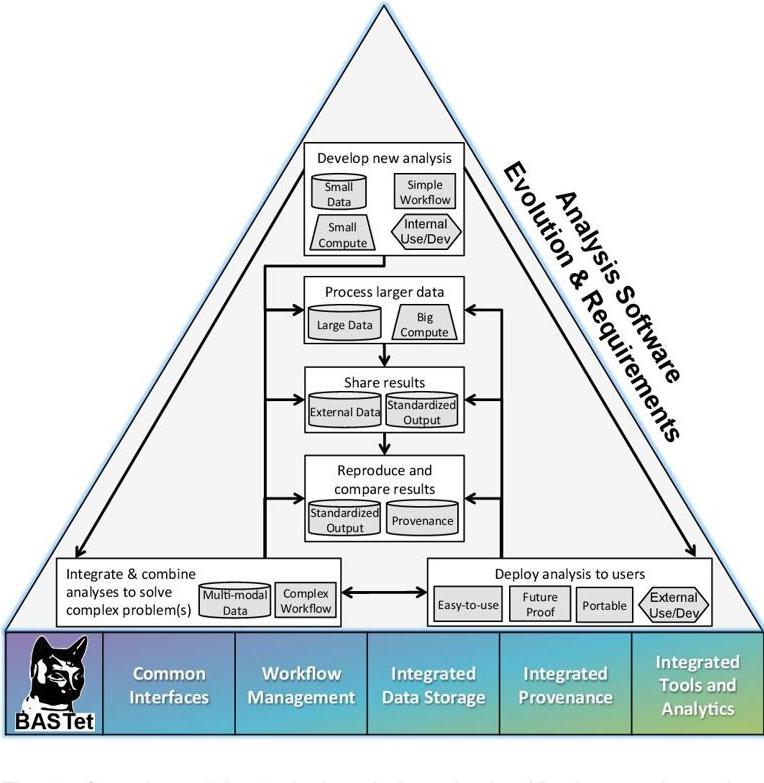 Develop new analysis
Small
Data
Simple
Workflow
Small
Compute
Internal
Use/Dev
Process larger data
Large Data
Big
Compute
Share results
External Data
Standardized
Output
Reproduce and
compare results
Standardized
Output
Provenance
Integrate & combine
analyses to solve
complex problem(s)
Multi-modal
Data
Complex
Workflow
Deploy analysis to users
Easy-to-use
Future
Proof
Portable
External
Use/Dev
Analysis Software
Evolution & Requirements
BASTet
Common
Interfaces
Workflow
Management
Integrated
Data Storage
Integrated
Provenance
Integrated
Tools and
Analytics